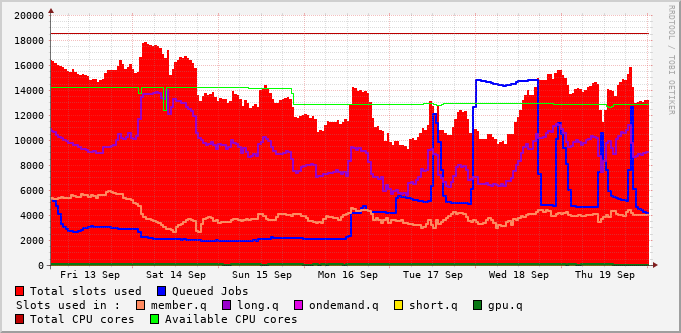 20000
18000
16000
14000
12000
10000
8000
6000
4000
2000
0
Fri 13 Sep Sat 14 Sep Sun 15 Sep Mon 16 Sep Tue 17 Sep Wed 18 Sep Thu 19 Sep
Total slots used Queued Jobs
Slots used in : member.q long.q ondemand.q short.q gpu.q
Total CPU cores Available CPU cores
RRDTOOL / TOBI OETIKER